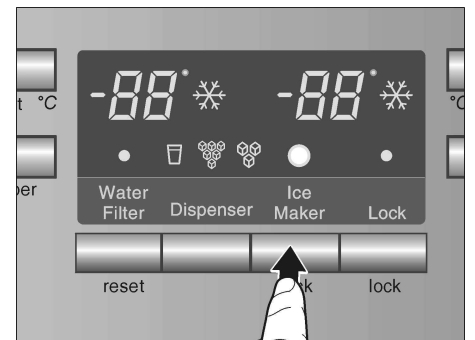 t °C
-88°
-88°
°C
per
Water Filter
Dispenser
Ice Maker
Lock
reset
lock